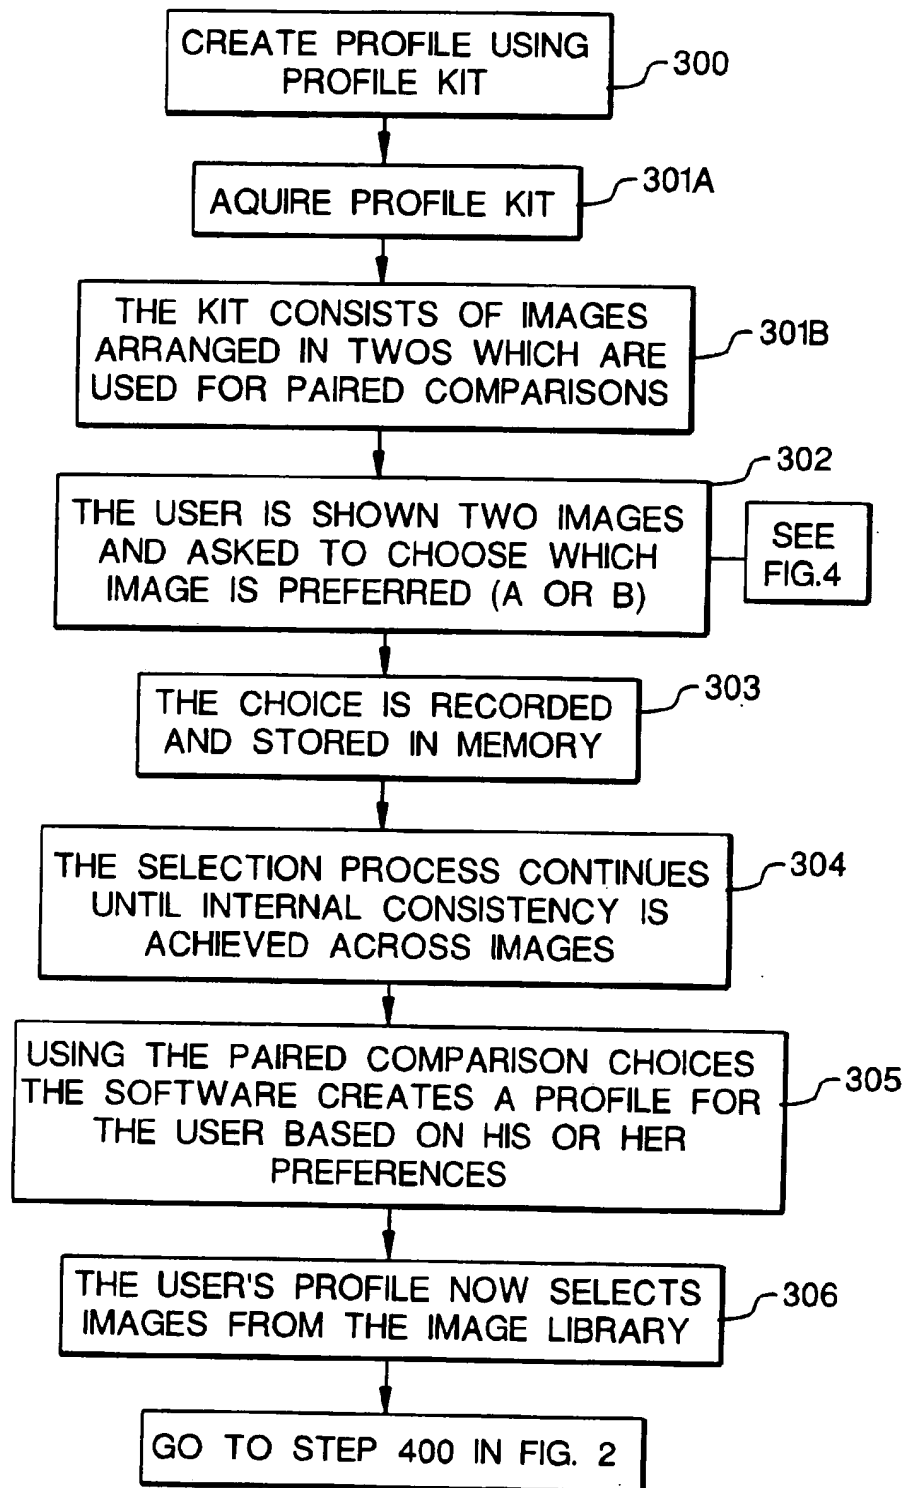 CREATE PROFILE USING
PROFILE KIT
300
AQUIRE PROFILE KIT
301A
THE KIT CONSISTS OF IMAGES
ARRANGED IN TWOS WHICH ARE
USED FOR PAIRED COMPARISONS
301B
302
THE USER IS SHOWN TWO IMAGES
AND ASKED TO CHOOSE WHICH
IMAGE IS PREFERRED (A OR B)
SEE
FIG.4
THE CHOICE IS RECORDED
AND STORED IN MEMORY
303
THE SELECTION PROCESS CONTINUES
UNTIL INTERNAL CONSISTENCY IS
ACHIEVED ACROSS IMAGES
304
USING THE PAIRED COMPARISON CHOICES
THE SOFTWARE CREATES A PROFILE FOR
THE USER BASED ON HIS OR HER
PREFERENCES
305
THE USER'S PROFILE NOW SELECTS
IMAGES FROM THE IMAGE LIBRARY
306
GO TO STEP 400 IN FIG. 2